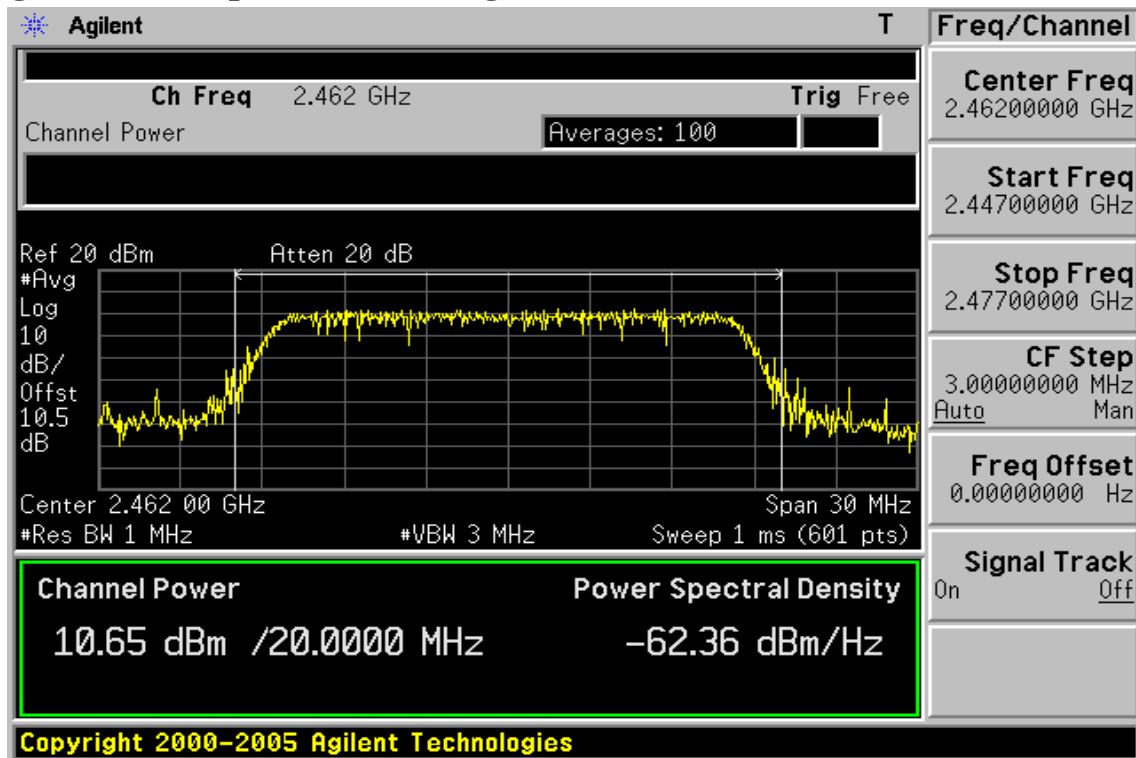 Agilent T Freq/Channel
Ch Freq 2.462 GHz Trig Free
Channel Power Averages: 100
Ref 20 dBm Atten 20 dB
#Avg
Log
10
dB/
Offst
10.5
dB
Center 2.462 00 GHz Span 30 MHz
#Res BW 1 MHz #VBW 3 MHz Sweep 1 ms (601 pts)
Channel Power Power Spectral Density
10.65 dBm /20.0000 MHz -62.36 dBm/Hz
Copyright 2000-2005 Agilent Technologies
Center Freq
2.46200000 GHz
Start Freq
2.44700000 GHz
Stop Freq
2.47700000 GHz
CF Step
3.00000000 MHz
Auto Man
Freq Offset
0.00000000 Hz
Signal Track
On Off